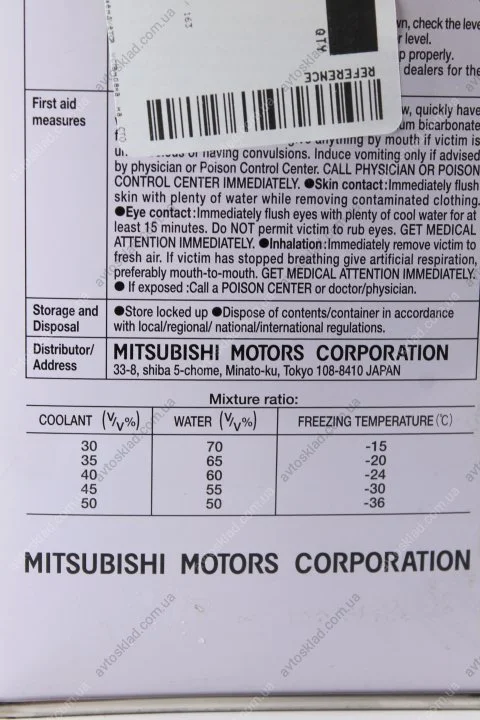 163
QTY
REFERENCE
wn, check the leve
r level.
p properly.
dealers for the
First aid
measures
w, quickly have
um bicarbonate
anything by mouth if victim is
or having convulsions. Induce vomiting only if advised
by physician or Poison Control Center. CALL PHYSICIAN OR POISON
CONTROL CENTER IMMEDIATELY. ●Skin contact:Immediately flush
skin with plenty of water while removing contaminated clothing.
●Eye contact:Immediately flush eyes with plenty of cool water for at
least 15 minutes. Do NOT permit victim to rub eyes. GET MEDICAL
ATTENTION IMMEDIATELY. ●Inhalation:Immediately remove victim to
fresh air. If victim has stopped breathing give artificial respiration,
preferably mouth-to-mouth. GET MEDICAL ATTENTION IMMEDIATELY.
● If exposed :Call a POISON CENTER or doctor/physician.
Storage and
Disposal
●Store locked up ●Dispose of contents/container in accordance
with local/regional/ national/international regulations.
Distributor/
Address
MITSUBISHI MOTORS CORPORATION
33-8, shiba 5-chome, Minato-ku, Tokyo 108-8410 JAPAN
Mixture ratio:
COOLANT (V/V%) WATER (V/V%) FREEZING TEMPERATURE (℃)
30 70 -15
35 65 -20
40 60 -24
45 55 -30
50 50 -36
MITSUBISHI MOTORS CORPORATION
avtosklad.com.ua